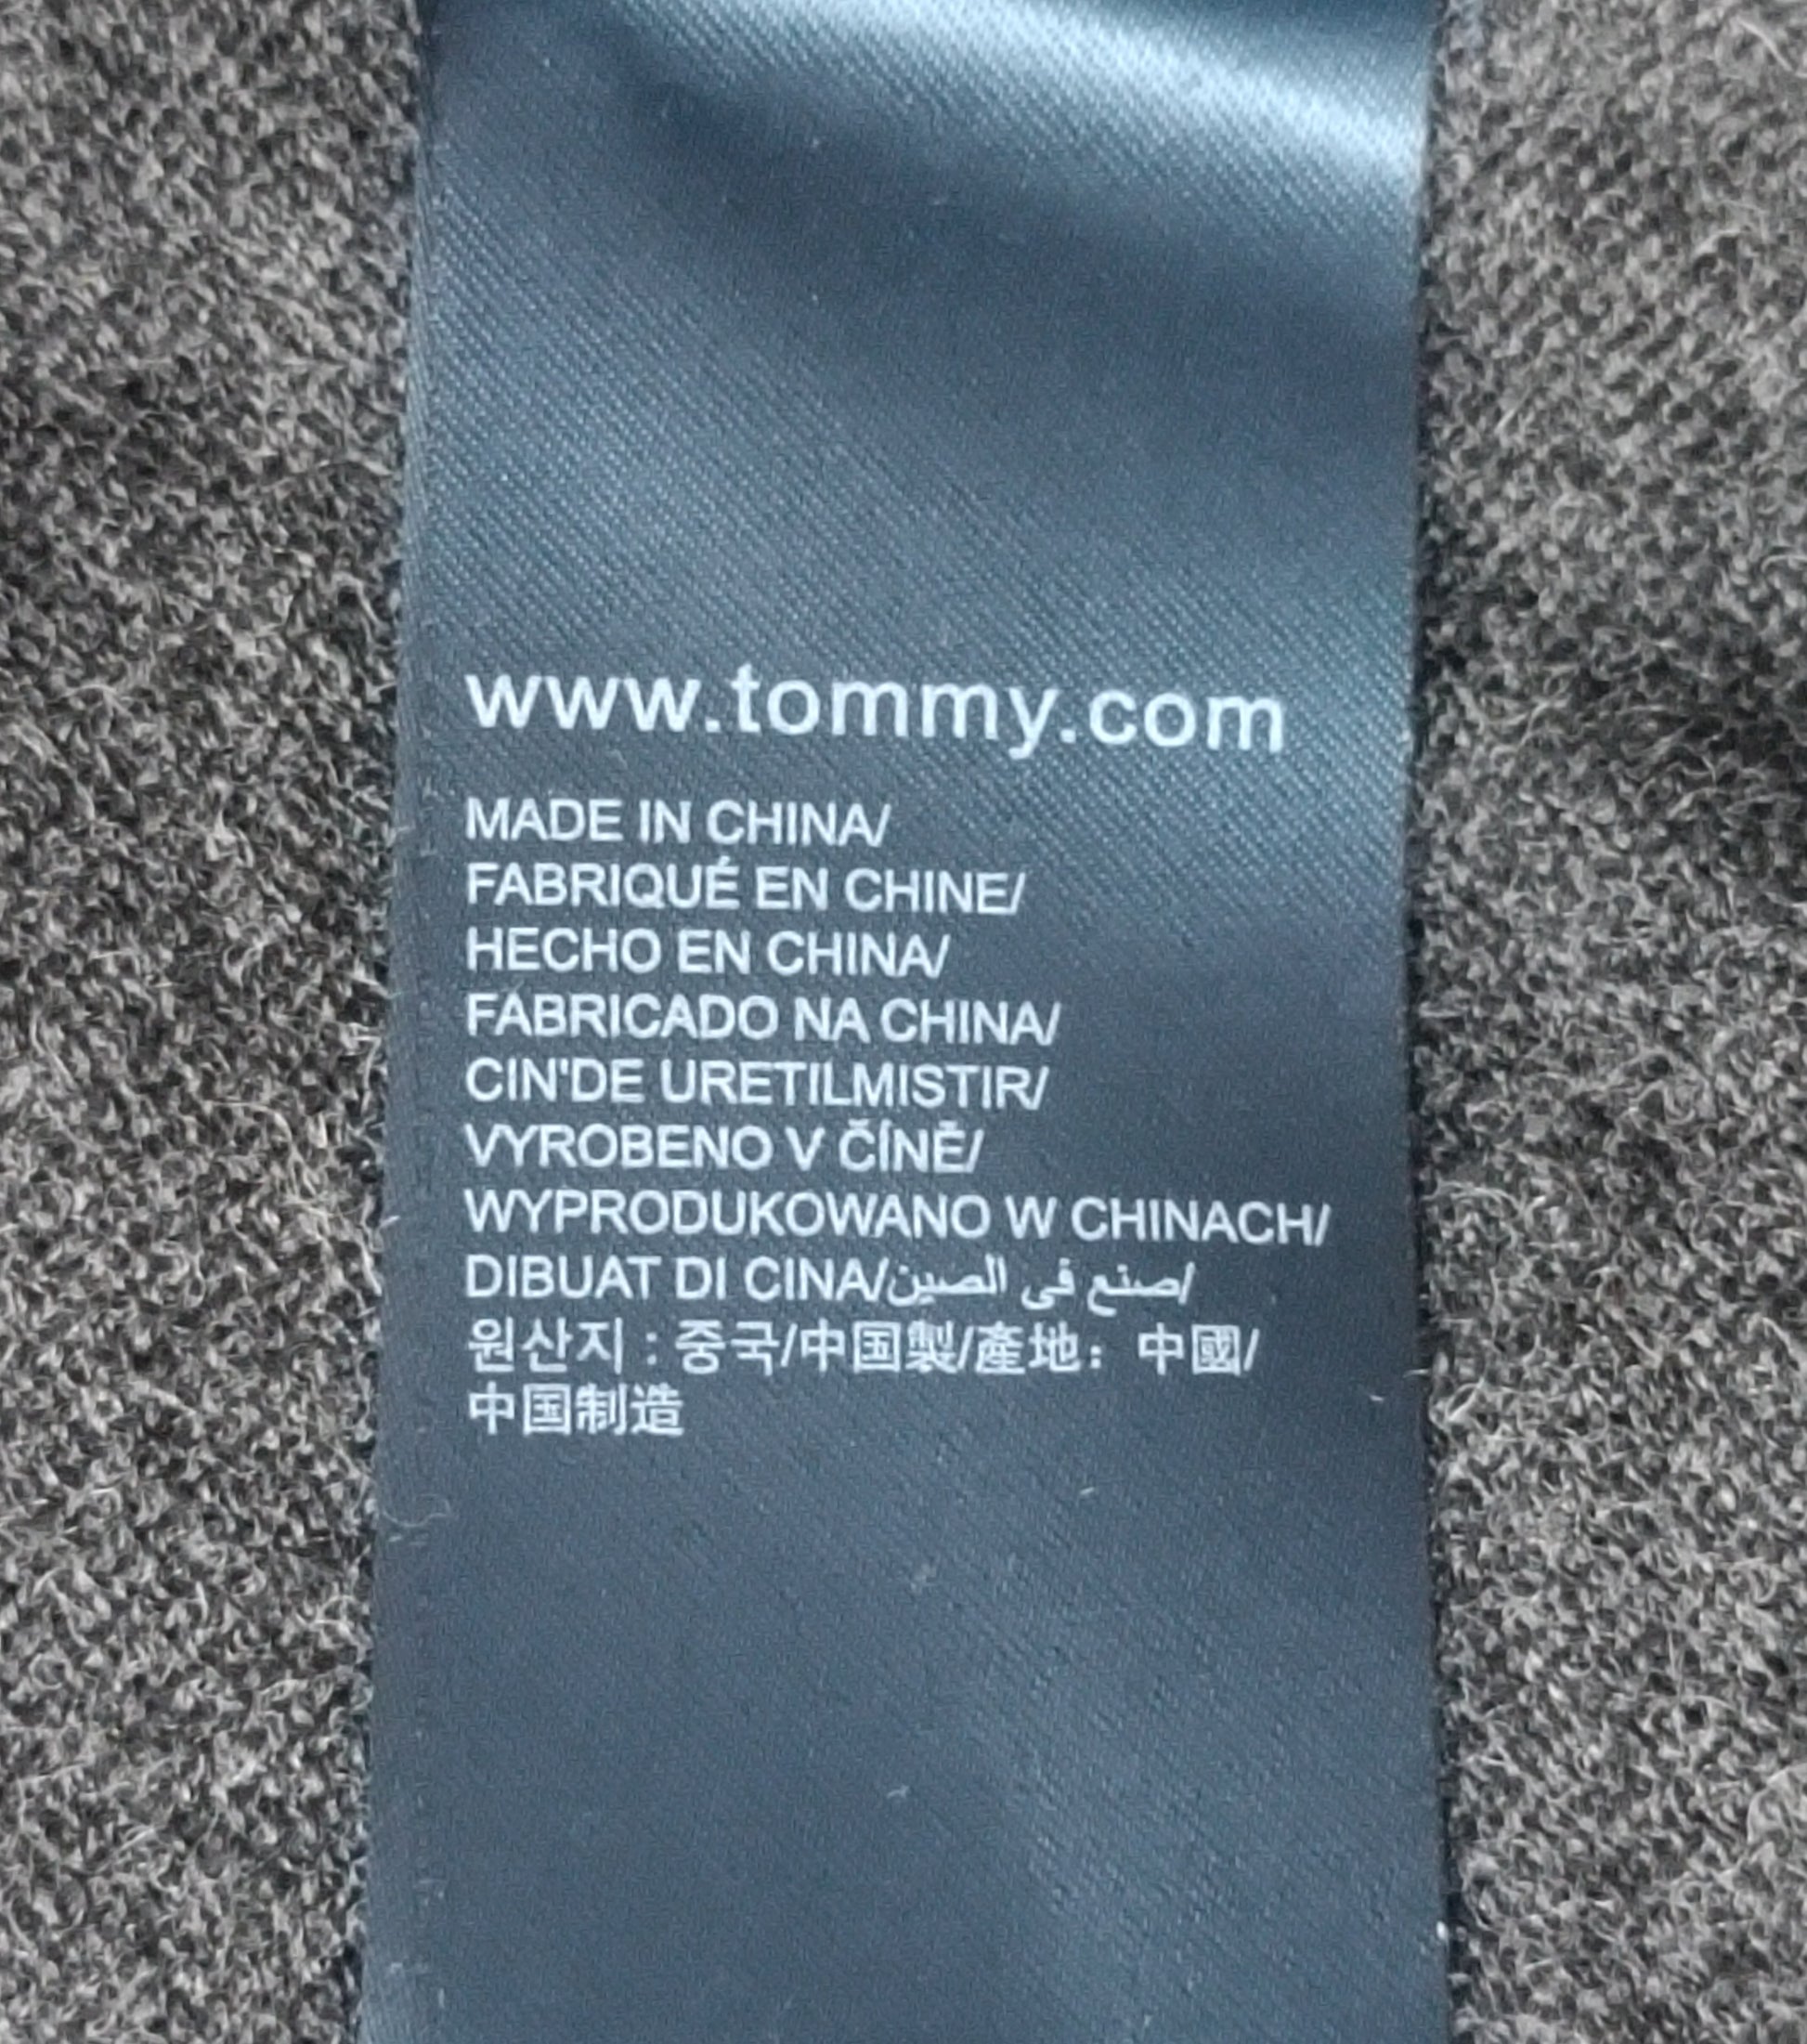 www.tommy.com
MADE IN CHINA/
FABRIQUÉ EN CHINE/
HECHO EN CHINA/
FABRICADO NA CHINA/
CIN'DE URETILMISTIR/
VYROBENO V ČÍNĚ/
WYPRODUKOWANO W CHINACH/
DIBUAT DI CINA/صنع في الصين/
원산지 : 중국/中国製/產地：中國/
中国制造